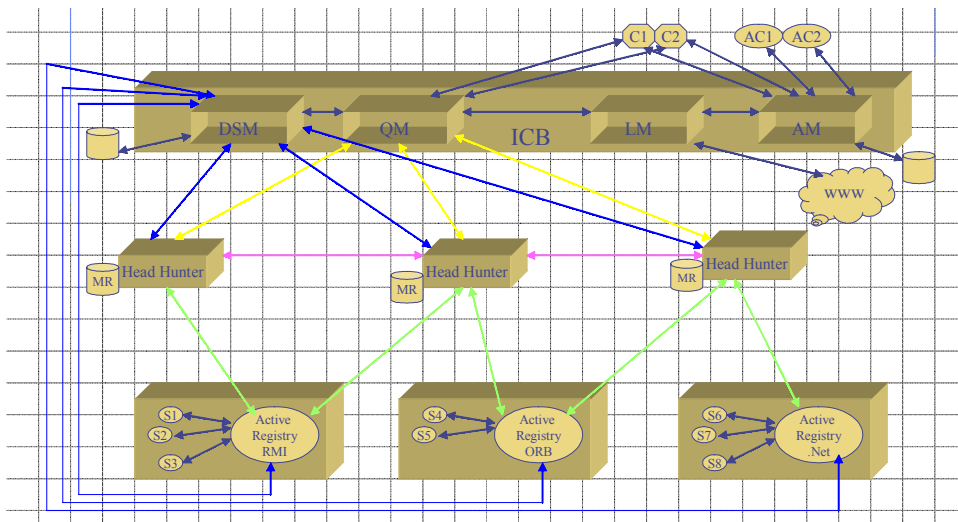 C1
C2
AC1
AC2
DSM
QM
ICB
LM
AM
WWW
Head Hunter
MR
Head Hunter
MR
Head Hunter
MR
S1
S2
S3
Active
Registry
RMI
S4
S5
Active
Registry
ORB
S6
S7
S8
Active
Registry
.Net